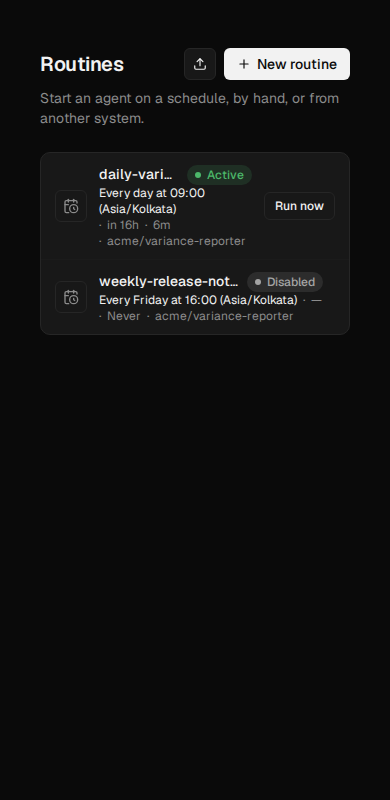 Routines
New routine
Start an agent on a schedule, by hand, or from
another system.
daily-vari... Active
Every day at 09:00
(Asia/Kolkata)
· in 16h · 6m
· acme/variance-reporter
Run now
weekly-release-not... Disabled
Every Friday at 16:00 (Asia/Kolkata) · —
· Never · acme/variance-reporter